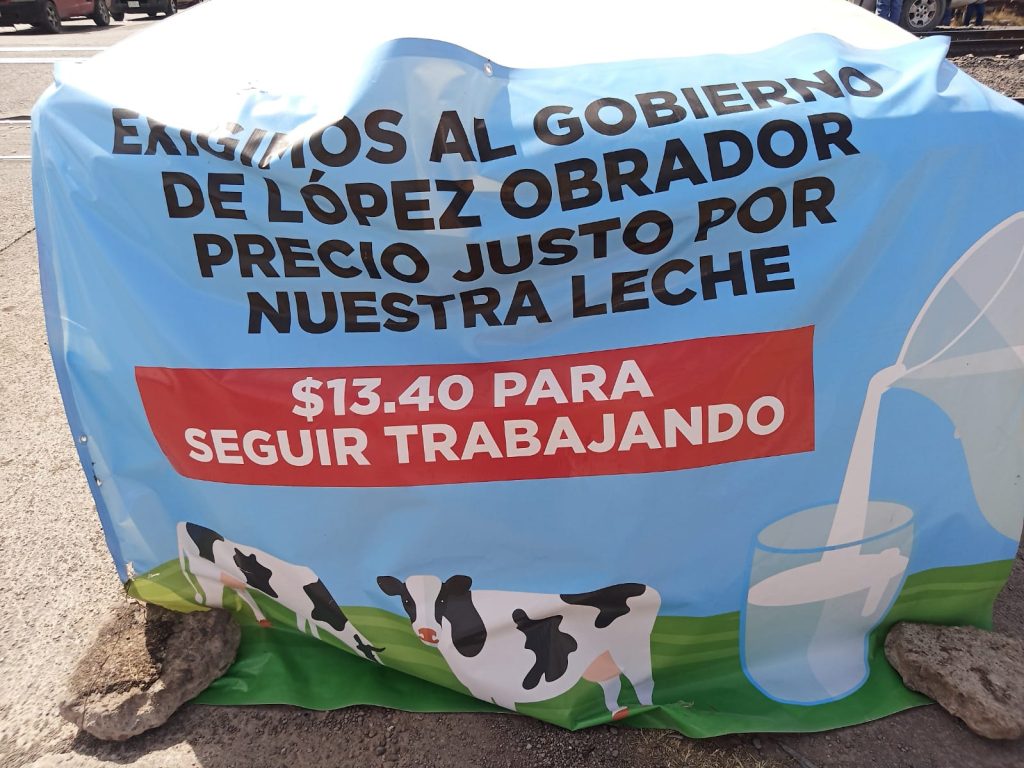 EXIGIMOS AL GOBIERNO
DE LÓPEZ OBRADOR
PRECIO JUSTO POR
NUESTRA LECHE
$13.40 PARA
SEGUIR TRABAJANDO